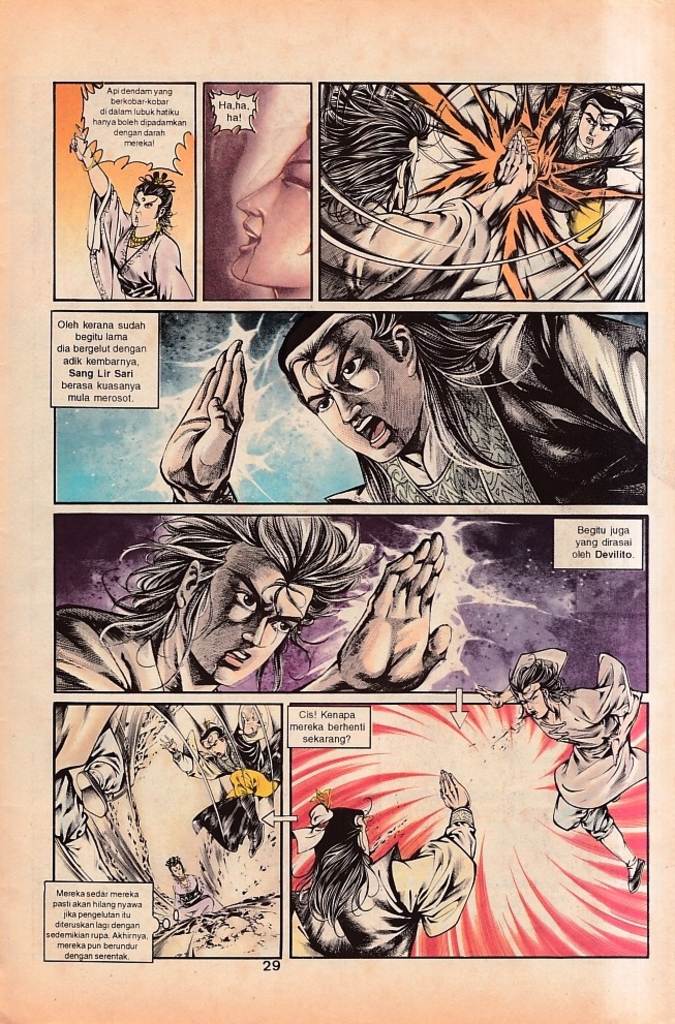 Api dendam yang
berkobar-kobar
di dalam lubuk hatiku
hanya boleh dipadamkan
dengan darah
mereka!
Ha,ha,
ha!
Oleh kerana sudah
begitu lama
dia bergelut dengan
adik kembarnya,
Sang Lir Sari
berasa kuasanya
mula merosot.
Begitu juga
yang dirasai
oleh Devilito.
Cis! Kenapa
mereka berhenti
sekarang?
Mereka sedar mereka
pasti akan hilang nyawa
jika pengelutan itu
diteruskan lagi dengan
sedemikian rupa. Akhirnya,
mereka pun berundur
dengan serentak.
29